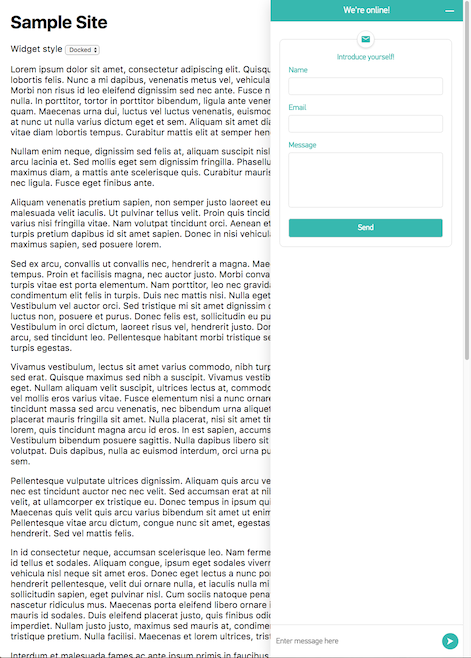 Sample Site
Widget style Docked
Lorem ipsum dolor sit amet, consectetur adipiscing elit. Quisq
lobortis felis. Nunc a mi dapibus, venenatis metus vel, vehicula
Morbi non risus id leo eleifend dignissim sed nec ante. Fusce n
nulla. In porttitor, tortor in porttitor bibendum, ligula ante venen
quam. Maecenas urna dui, luctus vel luctus venenatis, euismod
at nunc ut nulla varius dictum eget et sem. Aliquam sit amet dia
vitae diam lobortis tempus. Curabitur mattis elit at semper hen
Nullam enim neque, dignissim sed felis at, aliquam suscipit nisl
arcu lacinia et. Sed mollis eget sem dignissim fringilla. Phasellu
maximus diam, a mattis ante scelerisque quis. Curabitur mauris
nec ligula. Fusce eget finibus ante.
Aliquam venenatis pretium sapien, non semper justo laoreet eu
malesuada velit iaculis. Ut pulvinar tellus velit. Proin quis tincid
varius nisi fringilla vitae. Nam volutpat tincidunt orci. Aenean et
turpis pretium dapibus id sit amet sapien. Donec in nisi vehicula
maximus sapien, sed posuere lorem.
Sed ex arcu, convallis ut convallis nec, hendrerit a magna. Mae
tempus. Proin et facilisis magna, nec auctor justo. Morbi conva
turpis vitae est porta elementum. Nam porttitor, leo nec gravida
condimentum elit felis in turpis. Duis nec mattis nisi. Nulla eget
Vestibulum vel auctor orci. Sed tristique mi sit amet dignissim c
luctus non, posuere et purus. Donec felis est, sollicitudin eu pu
Vestibulum in orci dictum, laoreet risus vel, hendrerit justo. Don
arcu, sed tincidunt leo. Pellentesque habitant morbi tristique se
turpis egestas.
Vivamus vestibulum, lectus sit amet varius commodo, nibh turp
sed erat. Quisque maximus sed nibh a suscipit. Vivamus vestib
eget. Nullam aliquam velit suscipit, ultrices lectus at, commodo
vel mollis eros varius vitae. Fusce elementum nisi a nunc ornare
tincidunt massa sed arcu venenatis, nec bibendum urna alique
placerat mauris fringilla sit amet. Nulla placerat, nisi sit amet tin
lorem, quis tincidunt magna arcu id eros. In est sapien, accums
Vestibulum bibendum posuere sagittis. Nulla dapibus libero sit
volutpat. Duis dapibus, nulla ac euismod interdum, orci urna pu
sem.
Pellentesque vulputate ultrices dignissim. Aliquam quis arcu ve
nec est tincidunt auctor nec nec velit. Sed accumsan erat at nil
velit, at ullamcorper ex tristique eu. Donec tempus in ipsum qu
Maecenas quis velit quis arcu varius bibendum sit amet ut enim
Pellentesque vitae arcu dictum, congue nunc sit amet, egestas
hendrerit. Sed vel mattis felis.
In id consectetur neque, accumsan scelerisque leo. Nam ferme
id tellus et sodales. Aliquam congue, ipsum eget sodales viverr
vehicula nisl neque sit amet eros. Donec eget lectus a nunc por
hendrerit pellentesque, velit dui ornare nulla, et iaculis nulla mi
sollicitudin sapien, eget pulvinar nisl. Cum sociis natoque pena
nascetur ridiculus mus. Maecenas porta eleifend libero ornare i
mauris id sodales. Duis eleifend placerat justo, quis finibus odio
imperdiet. Nullam justo justo, maximus sed mauris at, condimen
tristique pretium. Nulla facilisi. Maecenas et lorem ultrices, trist
Interdum et malesuada fames ac ante ipsum primis in faucibus
We're online!
Introduce yourself!
Name
Email
Message
Send
Enter message here